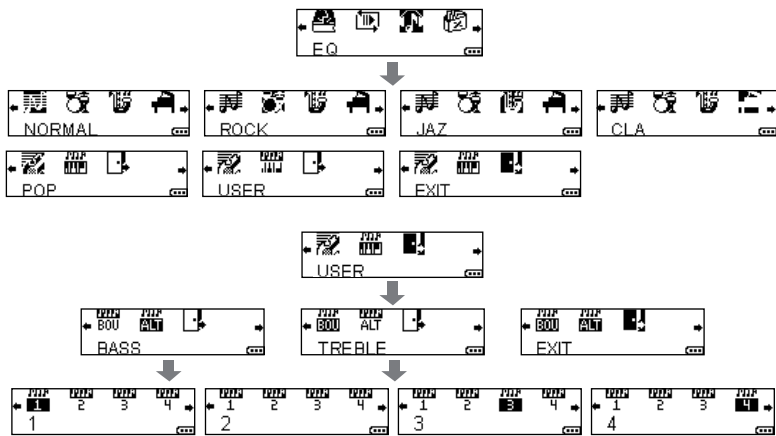 EQ
NORMAL ROCK JAZ CLA
POP USER EXIT
USER
BOU ALT BOU ALT BOU ALT
BASS TREBLE EXIT
1 2 3 4 1 2 3 4 1 2 3 4 1 2 3 4
1 2 3 4